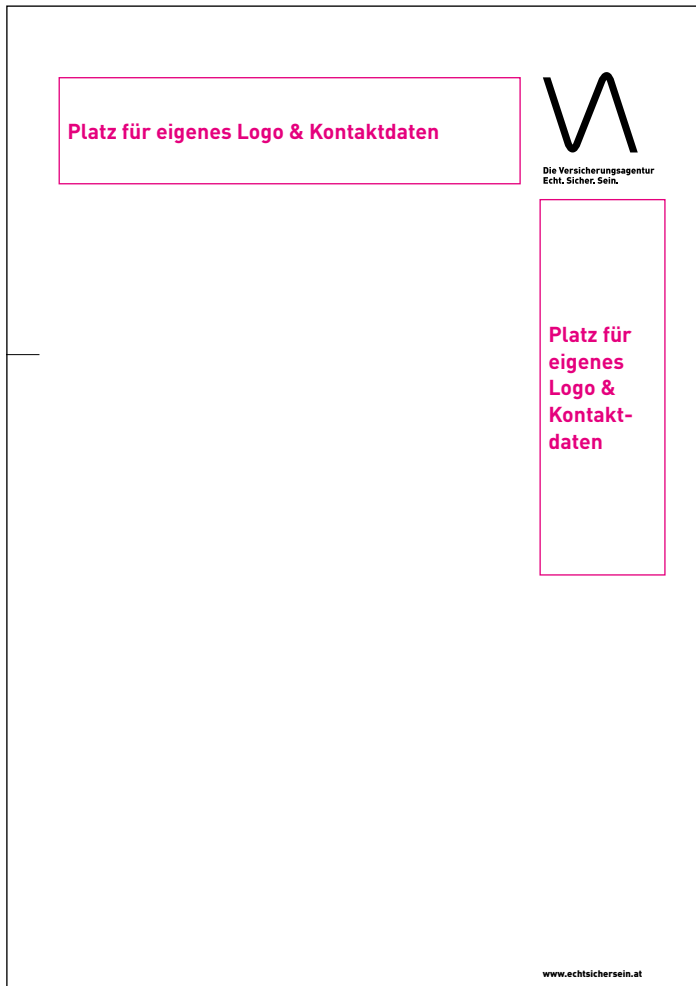 Platz für eigenes Logo & Kontaktdaten
Die Versicherungsagentur
Echt. Sicher. Sein.
Platz für
eigenes
Logo &
Kontakt-
daten
www.echtsichersein.at